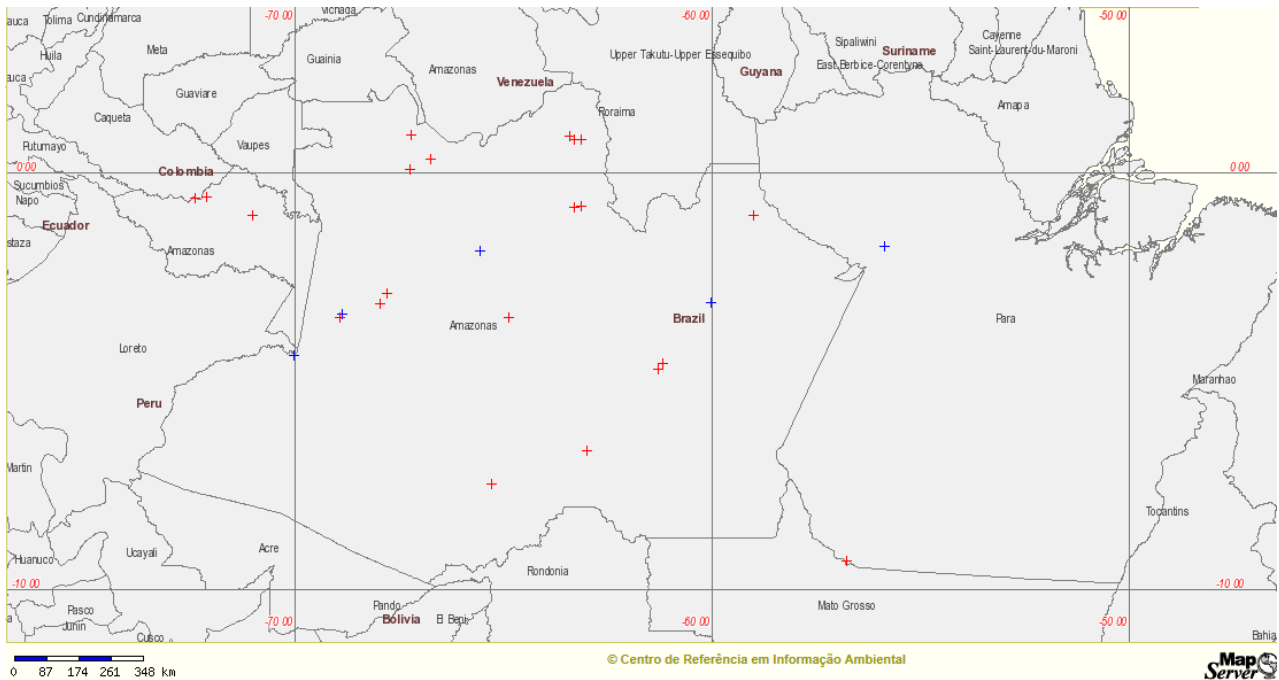 -70 00
-60 00
-50 00
auca
Tolima
Cundinamarca
Vichada
Cayenne
Huila
Meta
Guainia
Amazonas
Upper Takutu-Upper Essequibo
Sipaliwini
Suriname
Saint-Laurent-du-Maroni
East Berbice-Corentyne
auca
Guaviare
Venezuela
Guyana
Caqueta
Roraima
Amapa
Putumayo
Vaupes
0 00
Colombia
0 00
Sucumbios
Napo
Ecuador
staza
Amazonas
Brazil
Amazonas
Para
Loreto
Maranhao
Peru
Martin
Tocantins
Huanuco
Ucayali
Acre
Rondonia
-10 00
-10 00
Pasco
Junin
Cusco
Pando
Bolivia
El Beni
Mato Grosso
-70 00
-60 00
-50 00
Bahia
0 87 174 261 348 km
© Centro de Referência em Informação Ambiental
Map
Server